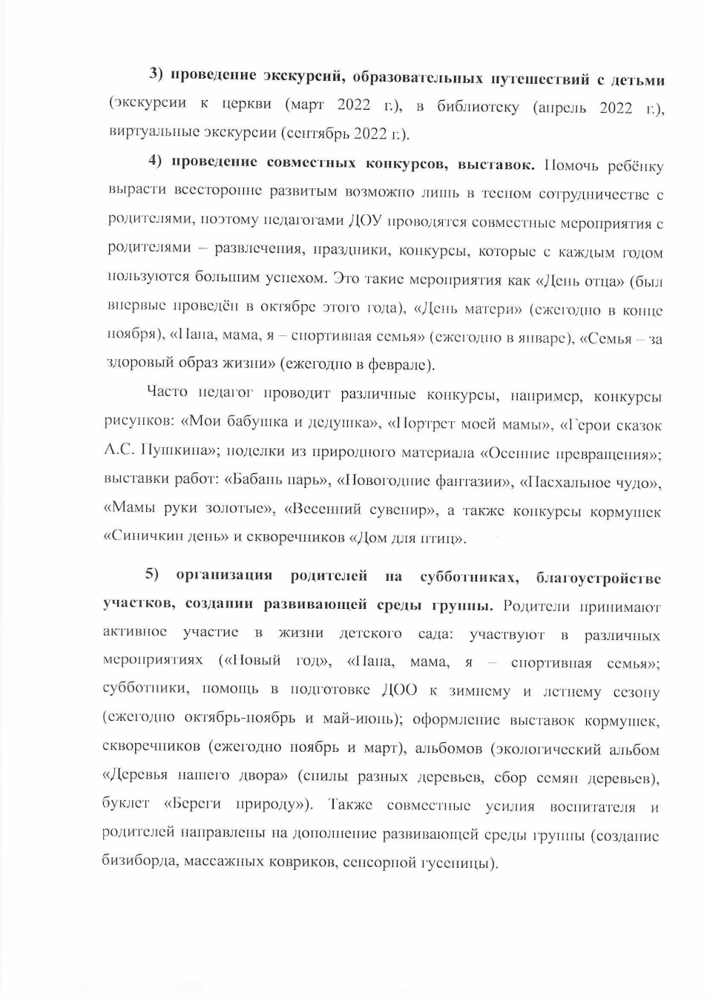 3) проведение экскурсий, образовательных путешествий с детьми
(экскурсии к церкви (март 2022 г.), в библиотеку (апрель 2022 г.),
виртуальные экскурсии (сентябрь 2022 г.).
4) проведение совместных конкурсов, выставок. Помочь ребёнку
вырасти всесторонне развитым возможно лишь в тесном сотрудничестве с
родителями, поэтому педагогами ДОУ проводятся совместные мероприятия с
родителями – развлечения, праздники, конкурсы, которые с каждым годом
пользуются большим успехом. Это такие мероприятия как «День отца» (был
впервые проведён в октябре этого года), «День матери» (ежегодно в конце
ноября), «Папа, мама, я – спортивная семья» (ежегодно в январе), «Семья – за
здоровый образ жизни» (ежегодно в феврале).
Часто педагог проводит различные конкурсы, например, конкурсы
рисунков: «Мои бабушка и дедушка», «Портрет моей мамы», «Герои сказок
А.С. Пушкина»; поделки из природного материала «Осенние превращения»;
выставки работ: «Бабань парь», «Новогодние фантазии», «Пасхальное чудо»,
«Мамы руки золотые», «Весенний сувенир», а также конкурсы кормушек
«Синичкин день» и скворечников «Дом для птиц».
5) организация родителей на субботниках, благоустройстве
участков, создании развивающей среды группы. Родители принимают
активное участие в жизни детского сада: участвуют в различных
мероприятиях («Новый год», «Папа, мама, я – спортивная семья»;
субботники, помощь в подготовке ДОО к зимнему и летнему сезону
(ежегодно октябрь-ноябрь и май-июнь); оформление выставок кормушек,
скворечников (ежегодно ноябрь и март), альбомов (экологический альбом
«Деревья нашего двора» (спилы разных деревьев, сбор семян деревьев),
буклет «Береги природу»). Также совместные усилия воспитателя и
родителей направлены на дополнение развивающей среды группы (создание
бизиборда, массажных ковриков, сенсорной гусеницы).